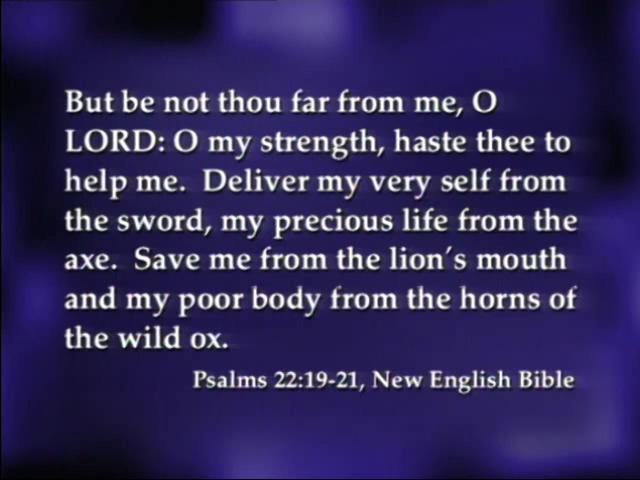 But be not thou far from me, O
LORD: O my strength, haste thee to
help me.  Deliver my very self from
the sword, my precious life from the
axe.  Save me from the lion's mouth
and my poor body from the horns of
the wild ox.
Psalms 22:19-21, New English Bible